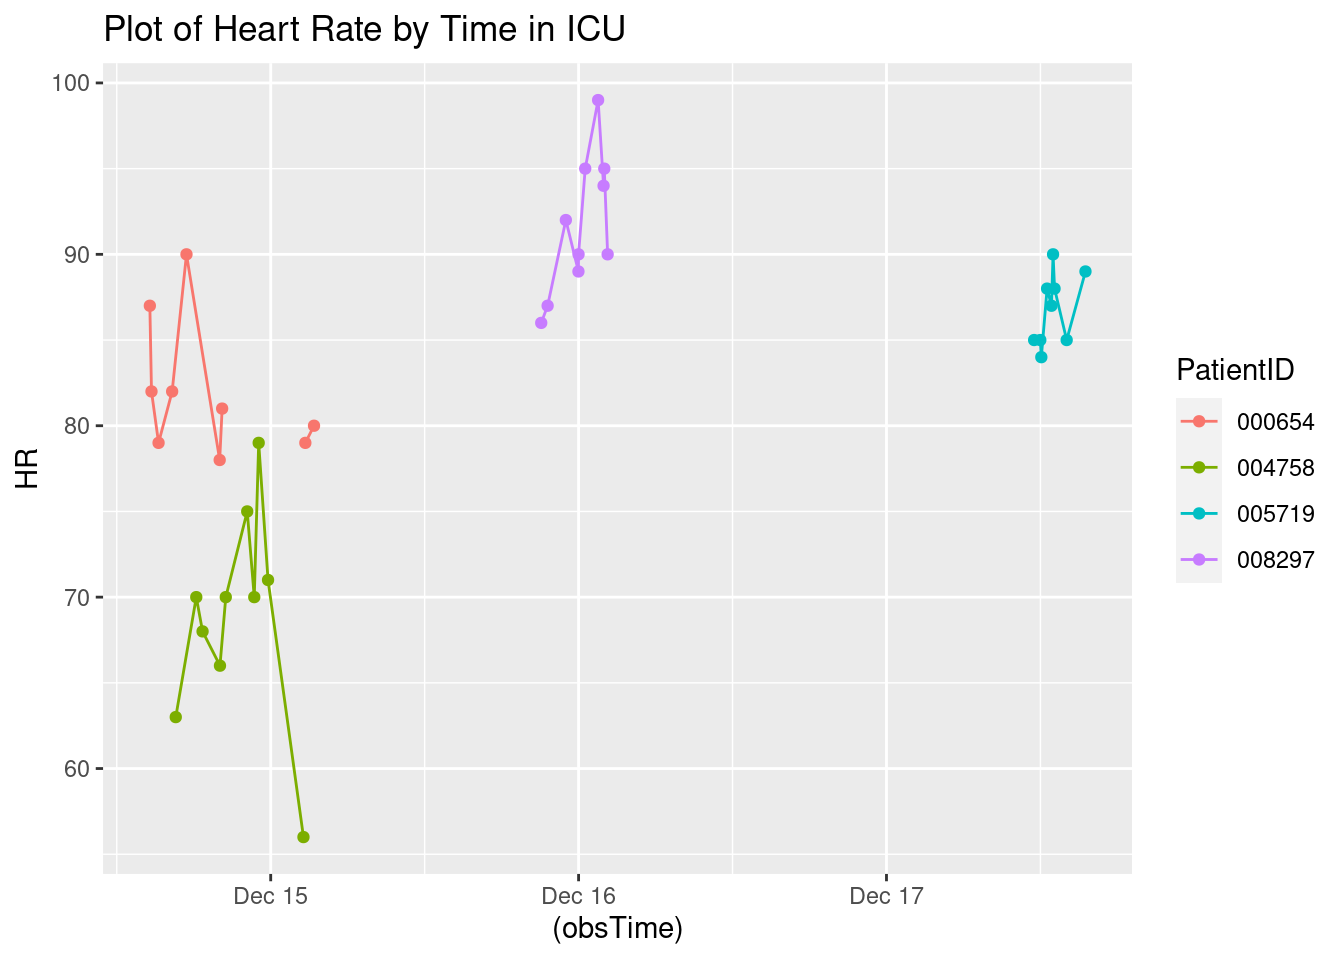 Plot of Heart Rate by Time in ICU
100
90
80
70
60
HR
Dec 15
Dec 16
Dec 17
(obsTime)
PatientID
000654
004758
005719
008297